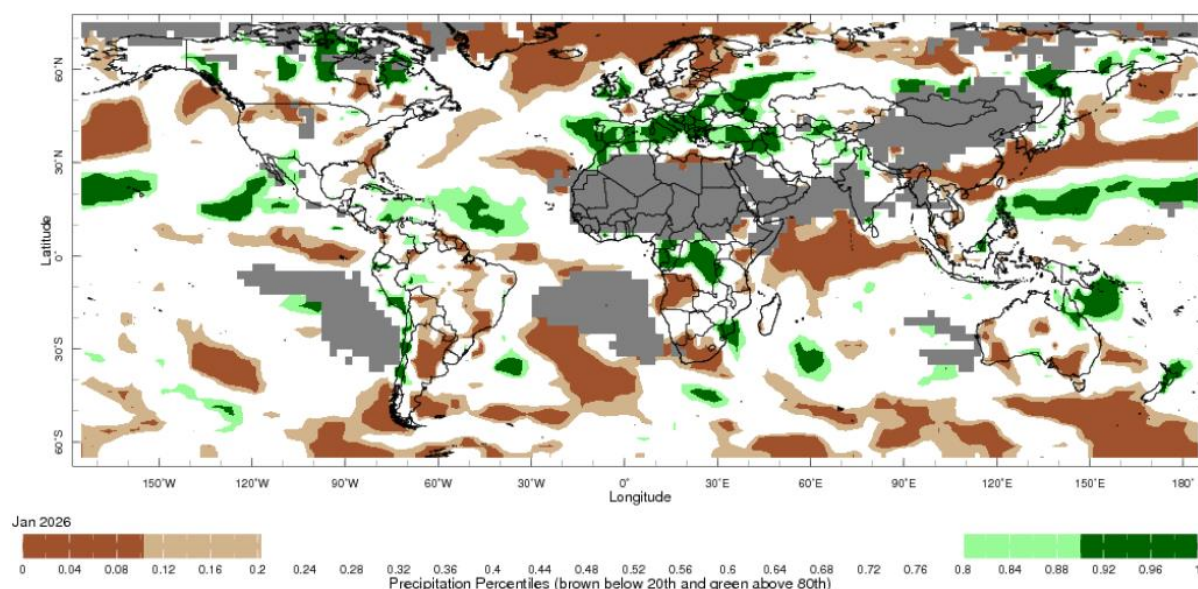 60°N
30°N
Latitude
0°
30°S
60°S
150°W 120°W 90°W 60°W 30°W 0° 30°E 60°E 90°E 120°E 150°E 180°
Longitude
Jan 2026
0 0.04 0.08 0.12 0.16 0.2 0.24 0.28 0.32 0.36 0.4 0.44 0.48 0.52 0.56 0.6 0.64 0.68 0.72 0.76 0.8 0.84 0.88 0.92 0.96 1
Precipitation Percentiles (brown below 20th and green above 80th)